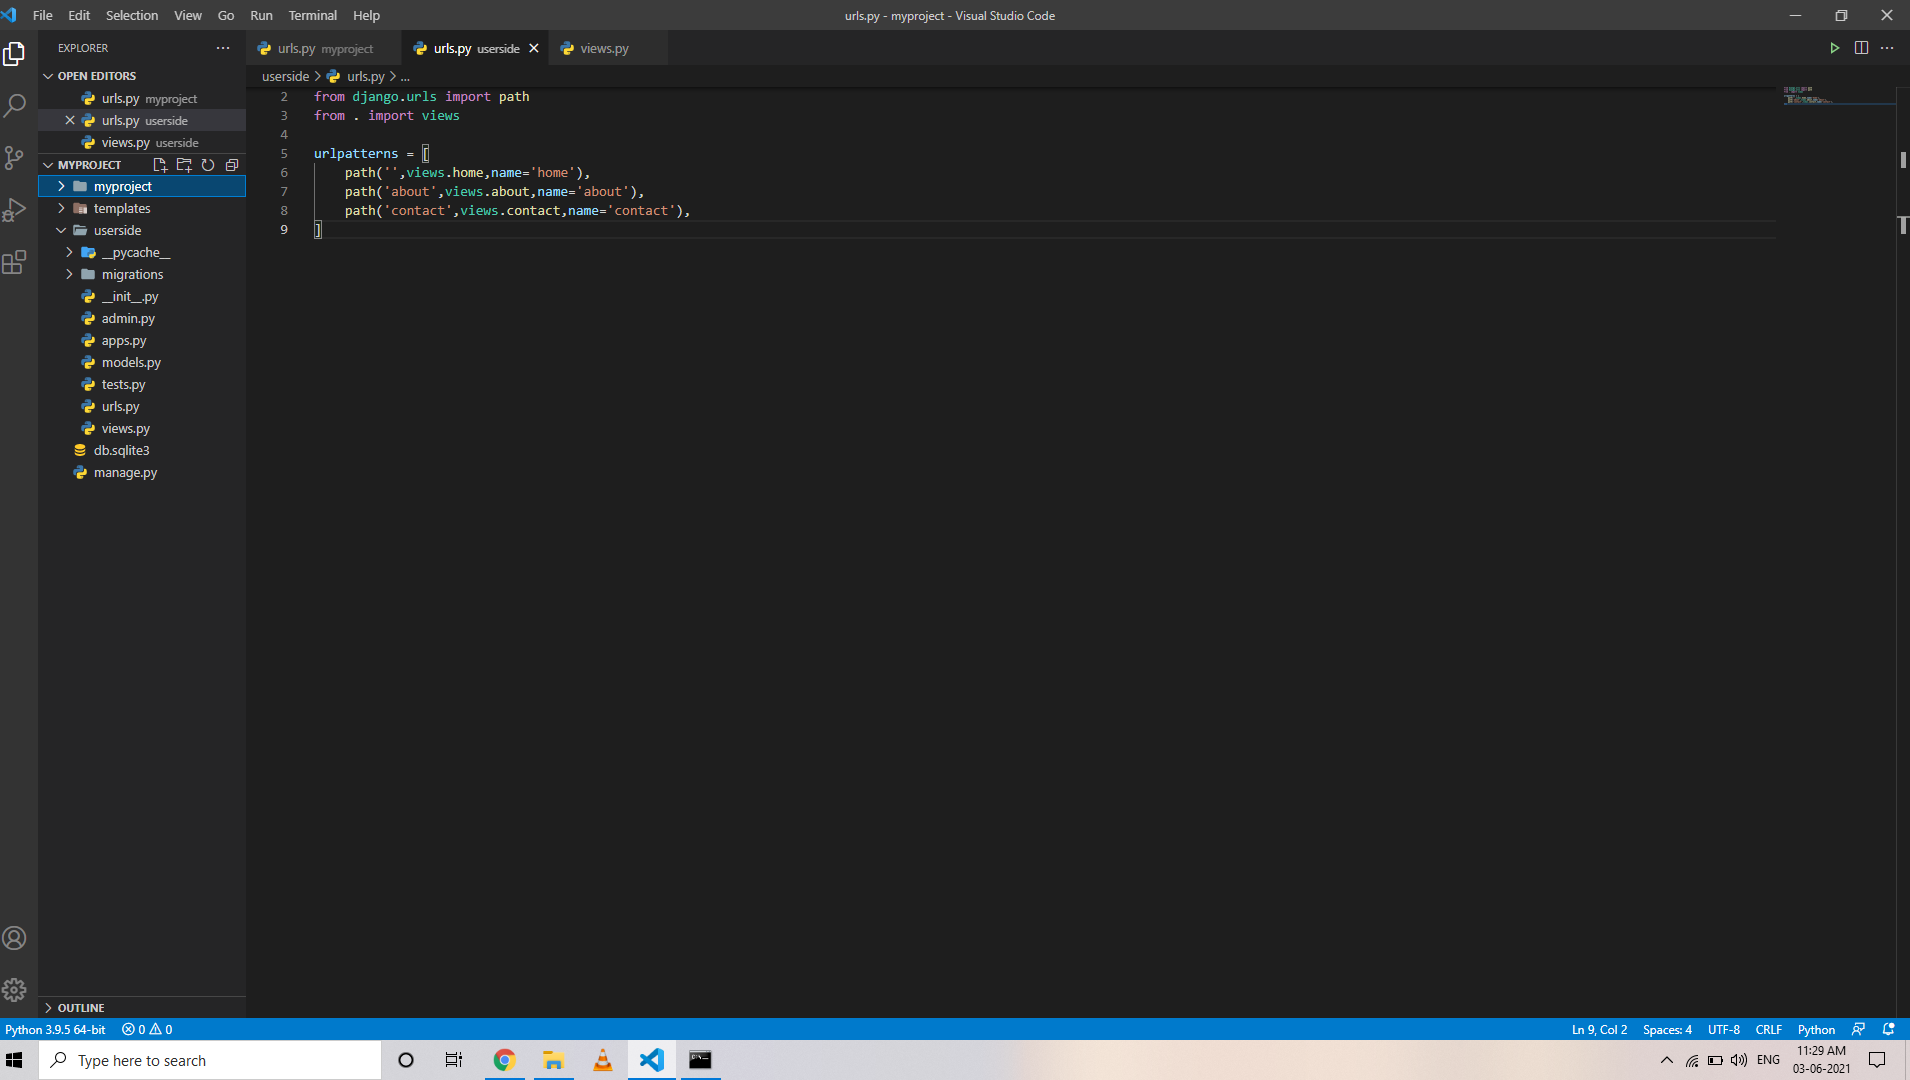 File Edit Selection View Go Run Terminal Help
urls.py - myproject - Visual Studio Code
EXPLORER
OPEN EDITORS
urls.py myproject
urls.py userside
views.py userside
MYPROJECT
myproject
templates
userside
__pycache__
migrations
__init__.py
admin.py
apps.py
models.py
tests.py
urls.py
views.py
db.sqlite3
manage.py
OUTLINE
urls.py myproject
urls.py userside
views.py
userside > urls.py > ...
2 from django.urls import path
3 from . import views
4
5 urlpatterns = [
6 path('',views.home,name='home'),
7 path('about',views.about,name='about'),
8 path('contact',views.contact,name='contact'),
9 ]
Python 3.9.5 64-bit 0 0
Ln 9, Col 2 Spaces: 4 UTF-8 CRLF Python
Type here to search
ENG
11:29 AM
03-06-2021